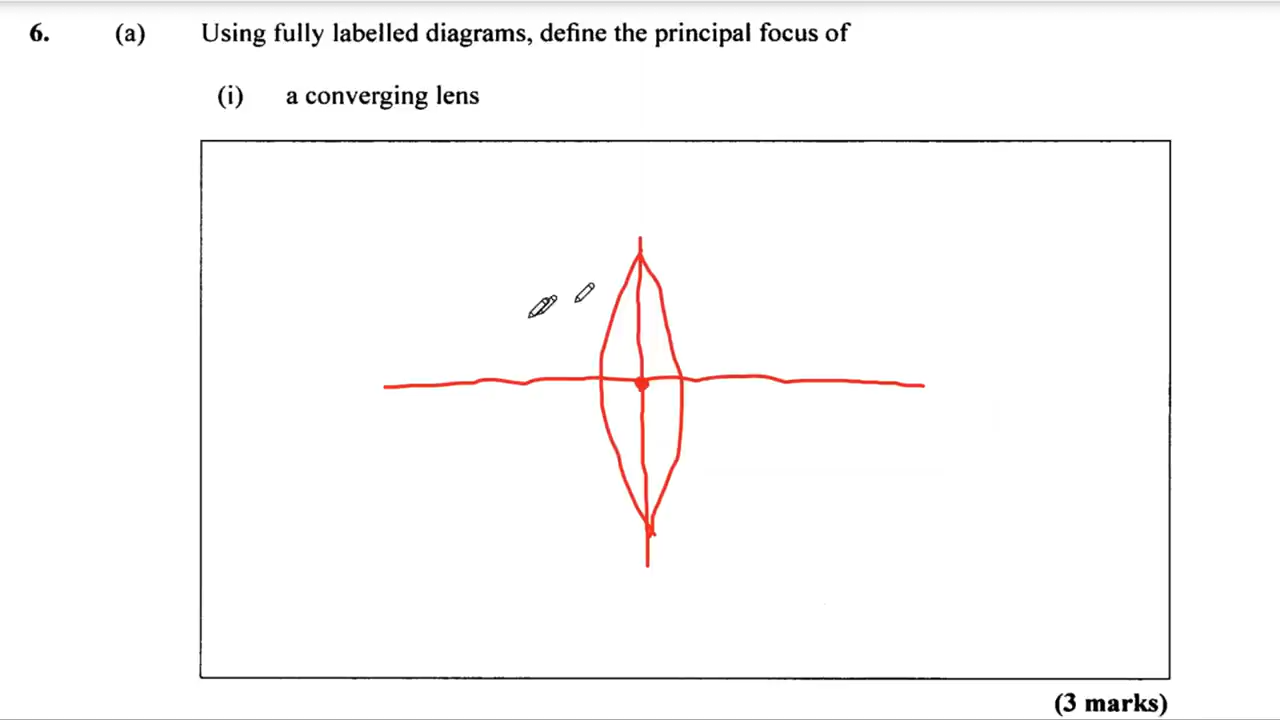 6. (a) Using fully labelled diagrams, define the principal focus of
(i) a converging lens
(3 marks)